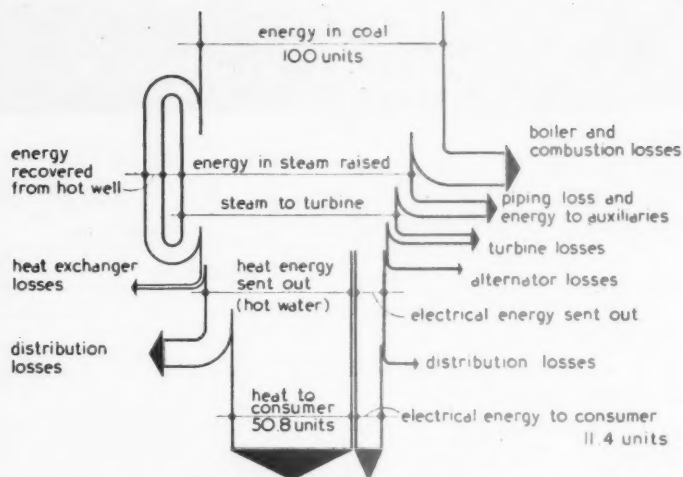 energy in coal
100 units
boiler and
combustion losses
energy
recovered
from hot well
energy in steam raised
piping loss and
energy to auxiliaries
steam to turbine
turbine losses
heat exchanger
losses
heat energy
sent out
(hot water)
alternator losses
electrical energy sent out
distribution
losses
distribution losses
heat to
consumer
50.8 units
electrical energy to consumer
11.4 units